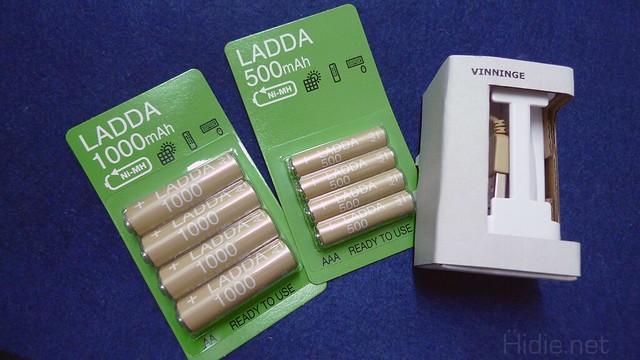 LADDA
1000mAh
Ni-MH
+ LADDA
1000
+ LADDA
1000
+ LADDA
1000
+ LADDA
1000
AA READY TO USE
LADDA
500mAh
Ni-MH
LADDA
500
LADDA
500
LADDA
500
LADDA
500
AAA READY TO USE
VINNINGE
Hidie.net